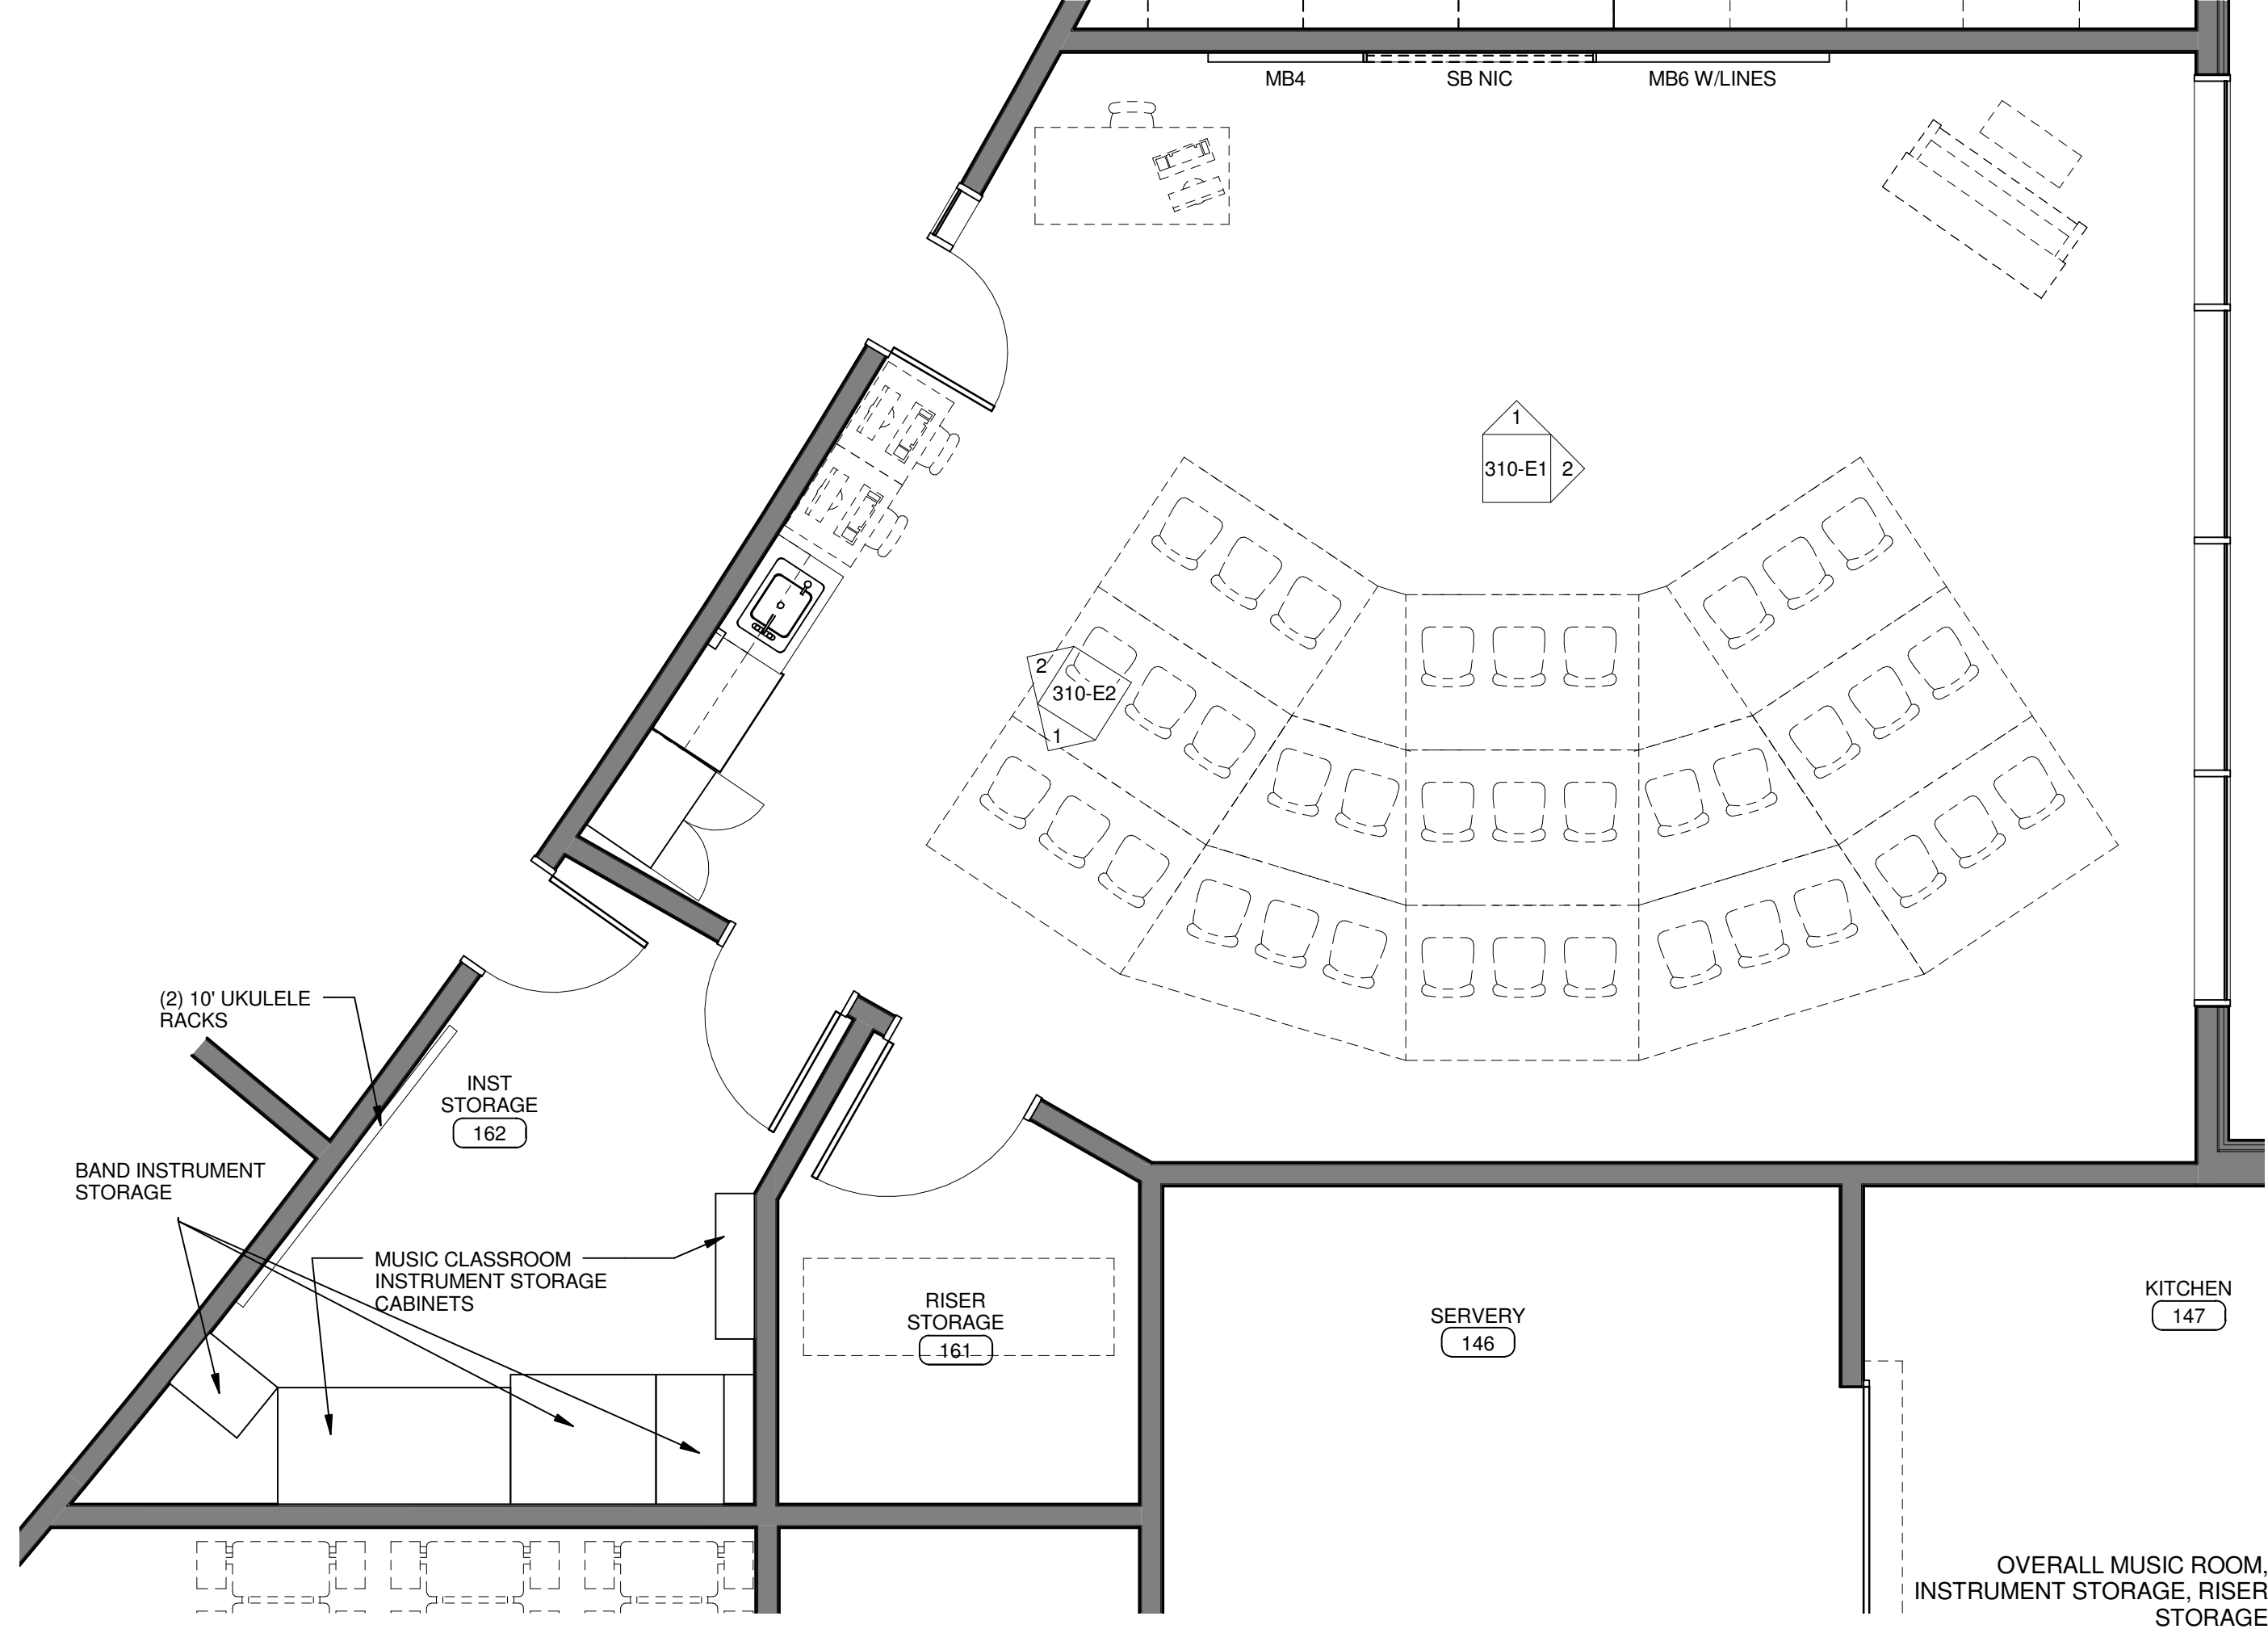 MB4
SB NIC
MB6 W/LINES
1
310-E1
2
2
310-E2
1
(2) 10' UKULELE
RACKS
INST
STORAGE
162
BAND INSTRUMENT
STORAGE
MUSIC CLASSROOM
INSTRUMENT STORAGE
CABINETS
RISER
STORAGE
161
SERVERY
146
KITCHEN
147
OVERALL MUSIC ROOM,
INSTRUMENT STORAGE, RISER
STORAGE